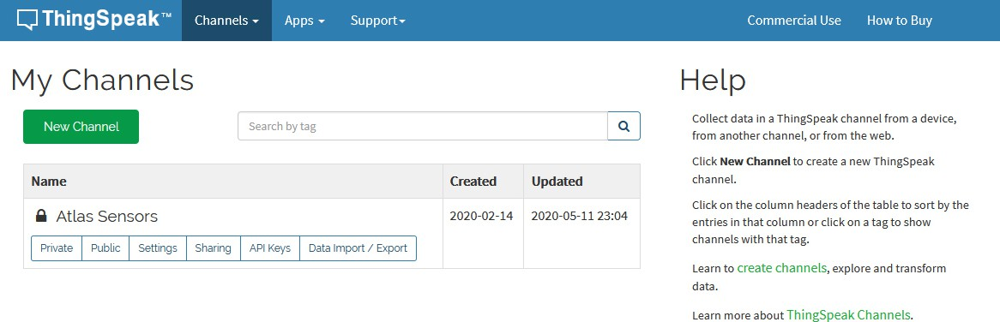 ThingSpeak™ Channels Apps Support Commercial Use How to Buy
My Channels
New Channel
Search by tag
Name Created Updated
Atlas Sensors 2020-02-14 2020-05-11 23:04
Private Public Settings Sharing API Keys Data Import / Export
Help
Collect data in a ThingSpeak channel from a device,
from another channel, or from the web.
Click New Channel to create a new ThingSpeak
channel.
Click on the column headers of the table to sort by the
entries in that column or click on a tag to show
channels with that tag.
Learn to create channels, explore and transform
data.
Learn more about ThingSpeak Channels.